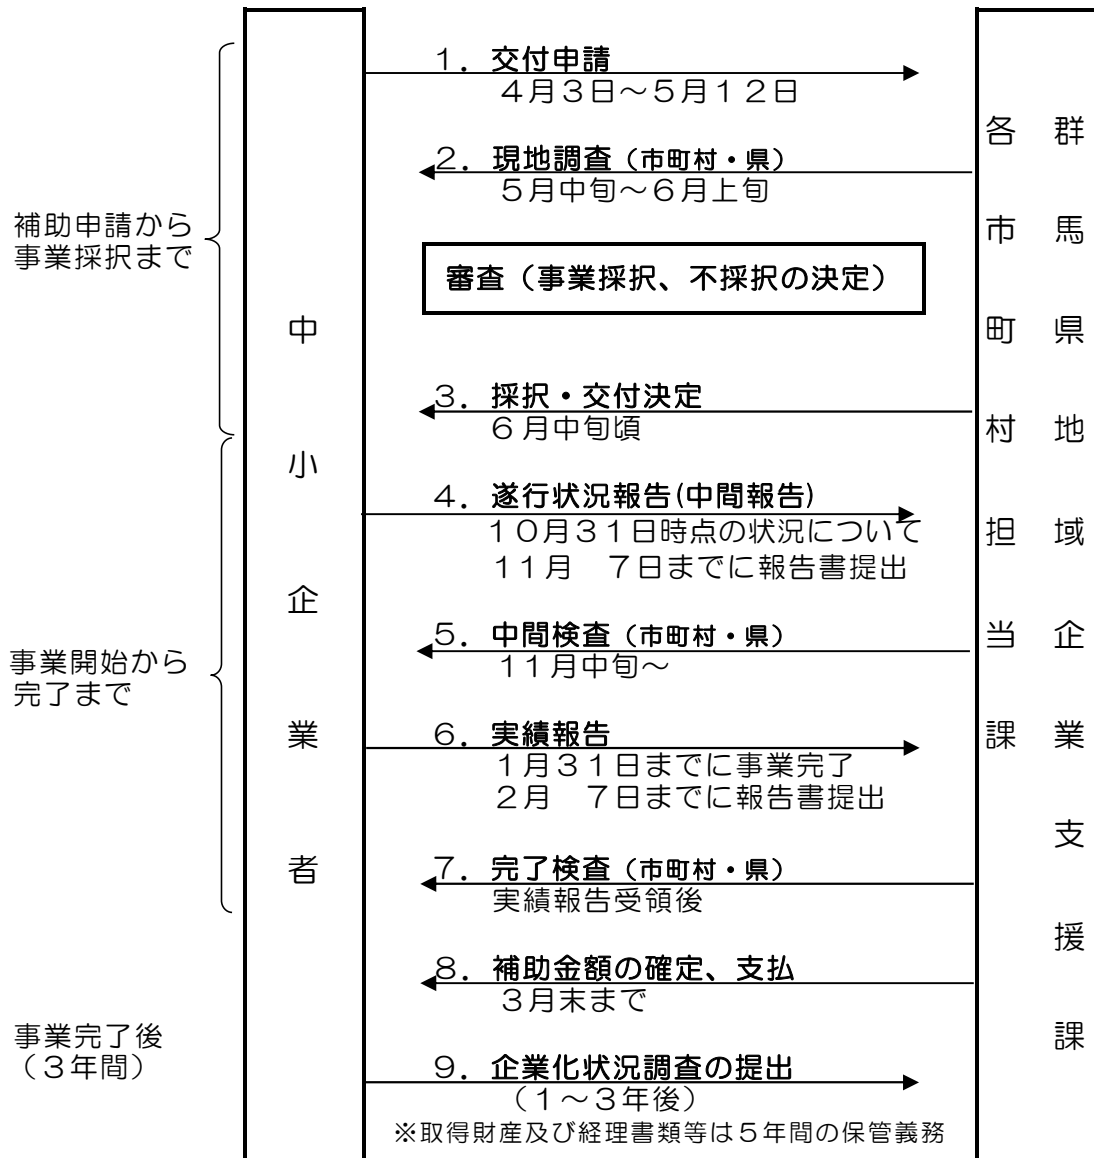 １．交付申請
４月３日～５月１２日
２．現地調査（市町村・県）
５月中旬～６月上旬
補助申請から
事業採択まで
審査（事業採択、不採択の決定）
３．採択・交付決定
６月中旬頃
４．遂行状況報告(中間報告)
１０月３１日時点の状況について
１１月　７日までに報告書提出
５．中間検査（市町村・県）
１１月中旬～
事業開始から
完了まで
６．実績報告
１月３１日までに事業完了
２月　７日までに報告書提出
７．完了検査（市町村・県）
実績報告受領後
８．補助金額の確定、支払
３月末まで
事業完了後
（３年間）
９．企業化状況調査の提出
（１～３年後）
※取得財産及び経理書類等は５年間の保管義務
中小企業者
群馬県地域企業支援課
各市町村担当課